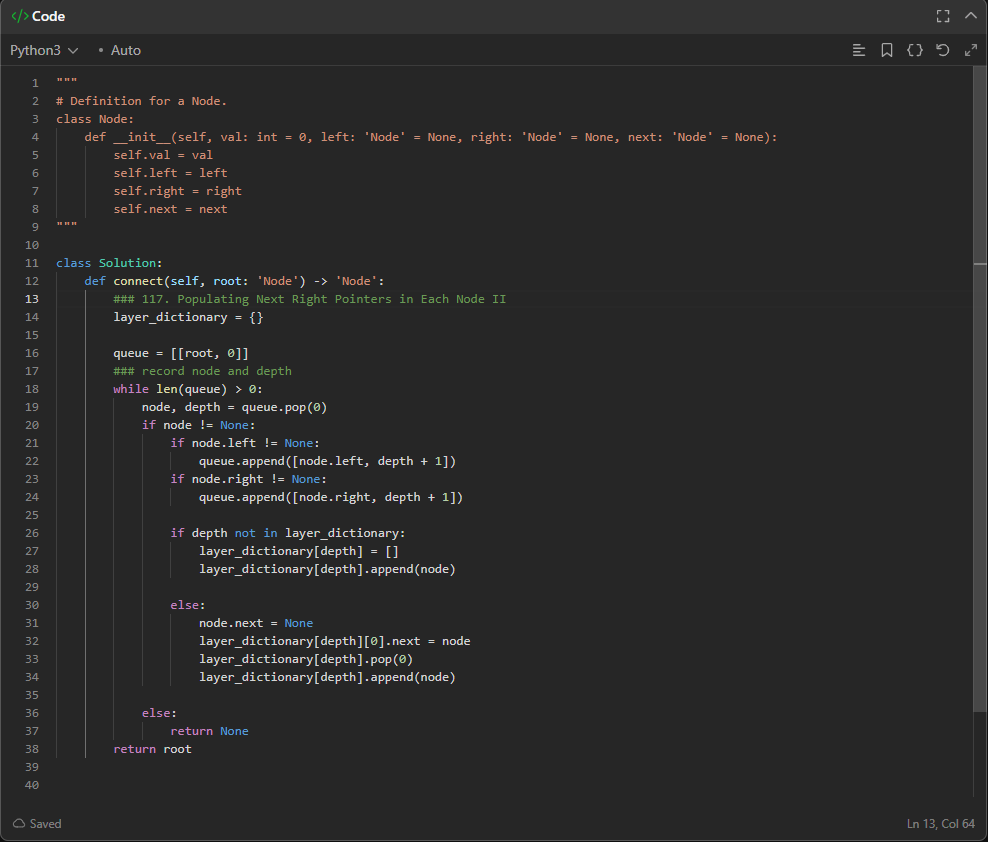 </> Code
Python3 • Auto
1 """
2 # Definition for a Node.
3 class Node:
4     def __init__(self, val: int = 0, left: 'Node' = None, right: 'Node' = None, next: 'Node' = None):
5         self.val = val
6         self.left = left
7         self.right = right
8         self.next = next
9 """
10
11 class Solution:
12     def connect(self, root: 'Node') -> 'Node':
13         ### 117. Populating Next Right Pointers in Each Node II
14         layer_dictionary = {}
15
16         queue = [[root, 0]]
17         ### record node and depth
18         while len(queue) > 0:
19             node, depth = queue.pop(0)
20             if node != None:
21                 if node.left != None:
22                     queue.append([node.left, depth + 1])
23                 if node.right != None:
24                     queue.append([node.right, depth + 1])
25
26                 if depth not in layer_dictionary:
27                     layer_dictionary[depth] = []
28                     layer_dictionary[depth].append(node)
29
30                 else:
31                     node.next = None
32                     layer_dictionary[depth][0].next = node
33                     layer_dictionary[depth].pop(0)
34                     layer_dictionary[depth].append(node)
35
36             else:
37                 return None
38         return root
39
40
Saved Ln 13, Col 64